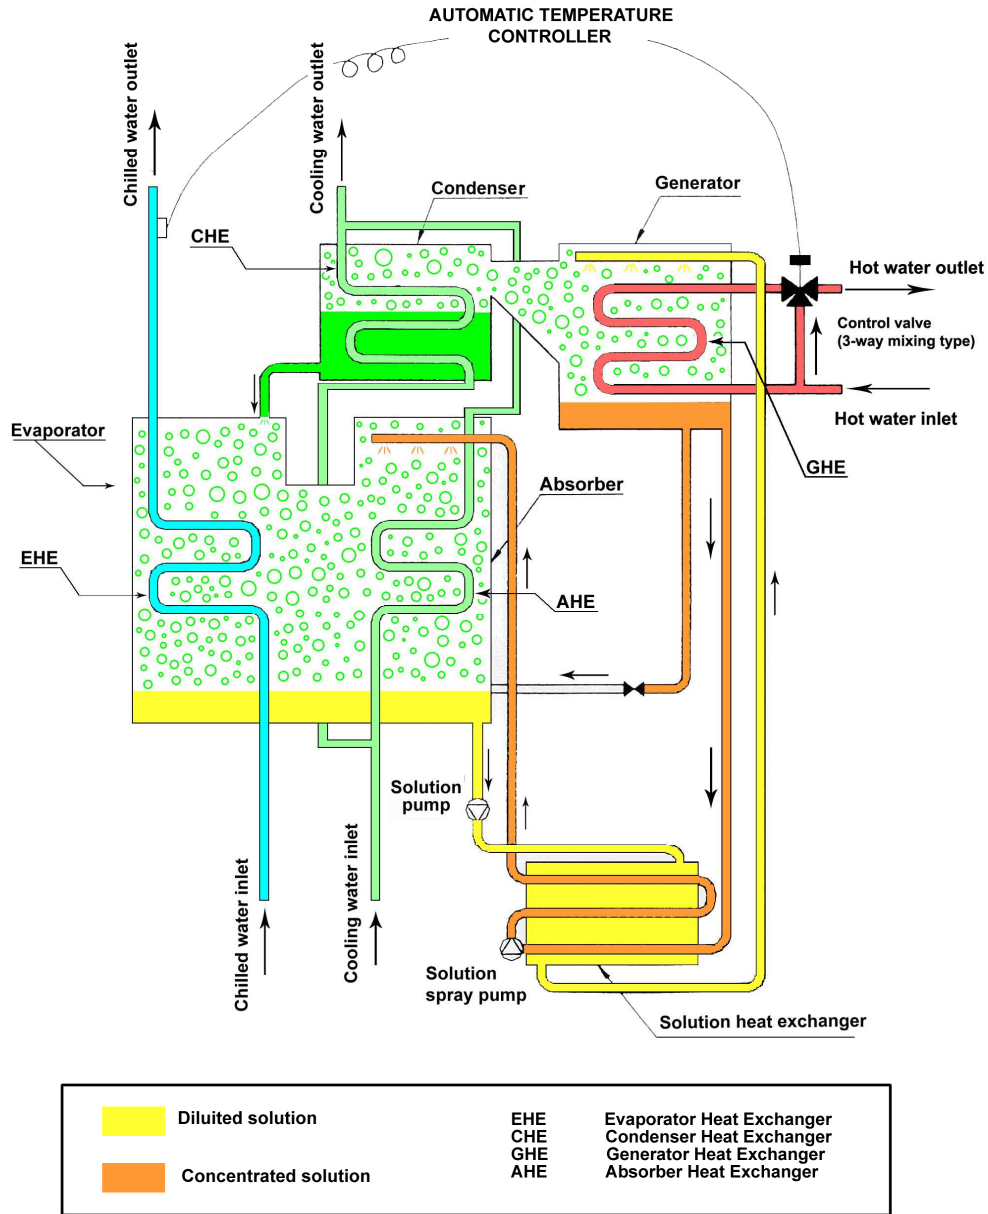 AUTOMATIC TEMPERATURE
CONTROLLER
Chilled water outlet
Cooling water outlet
Condenser
Generator
CHE
Hot water outlet
Control valve
(3-way mixing type)
Hot water inlet
Evaporator
GHE
Absorber
EHE
AHE
Solution
pump
Chilled water inlet
Cooling water inlet
Solution
spray pump
Solution heat exchanger
Diluited solution
Concentrated solution
EHE Evaporator Heat Exchanger
CHE Condenser Heat Exchanger
GHE Generator Heat Exchanger
AHE Absorber Heat Exchanger